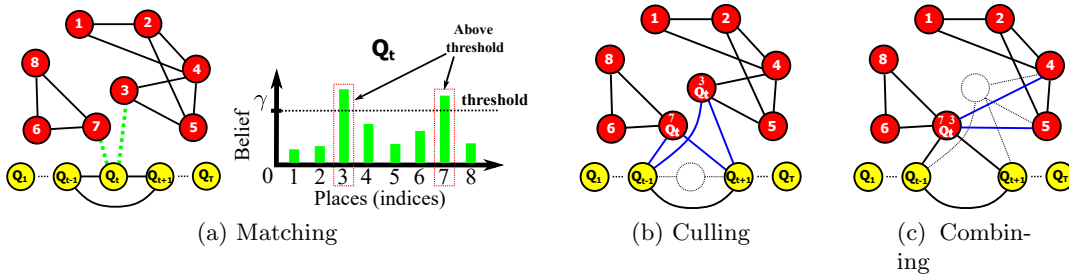 1 2
8
3 4
6 7 5
Q1 ... Qt-1 Qt Qt+1 ... QT
Qt
Above
threshold
γ
threshold
Belief
0 1 2 3 4 5 6 7 8
Places (indices)
(a) Matching
1 2
8
3
Qt
4
6
7
Qt
5
Q1 ... Qt-1 Qt+1 ... QT
(b) Culling
1 2
8
4
6
7 3
Qt
5
Q1 ... Qt-1 Qt+1 ... QT
(c) Combin-
ing